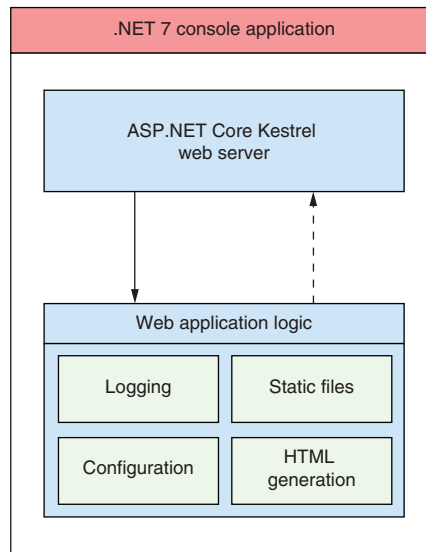 .NET 7 console application
ASP.NET Core Kestrel
web server
Web application logic
Logging
Static files
Configuration
HTML
generation